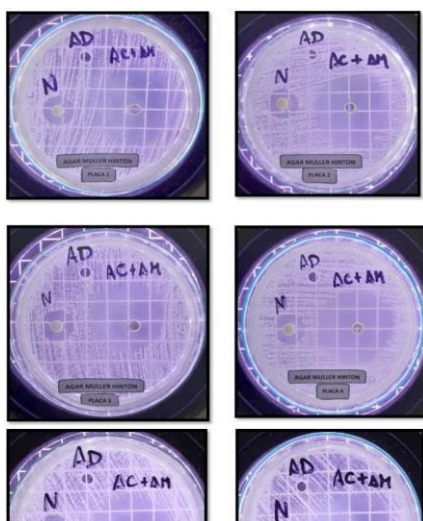 AD
AC + AM
N
AGAR MULLER HINTON
PLACA 1
AD
AC + AM
N
AGAR MULLER HINTON
PLACA 2
AD
AC + AM
N
AGAR MULLER HINTON
PLACA 3
AD
AC + AM
N
AGAR MULLER HINTON
PLACA 4
AD
AC + AM
N
AD
AC + AM
N